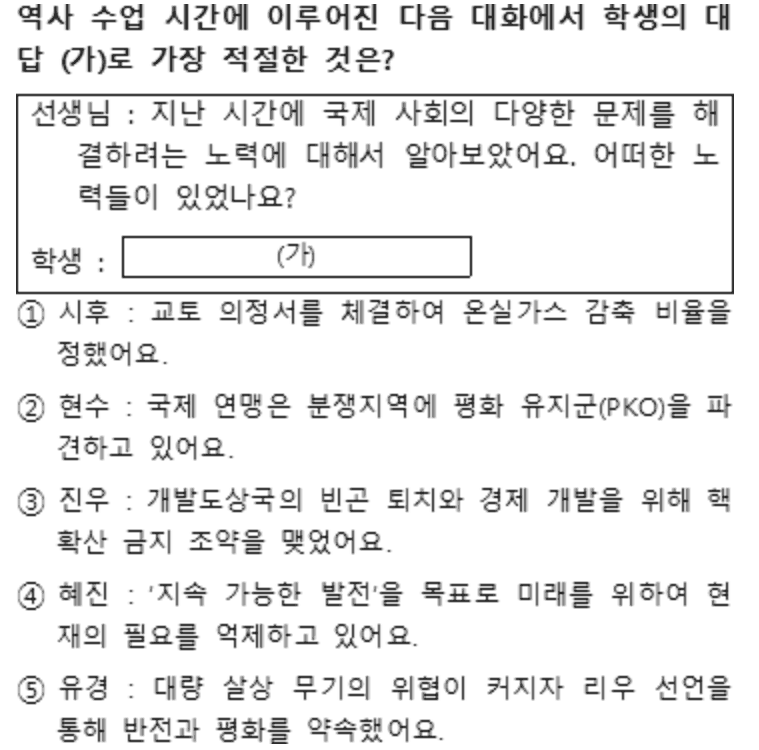 역사 수업 시간에 이루어진 다음 대화에서 학생의 대
답 (가)로 가장 적절한 것은?
선생님 : 지난 시간에 국제 사회의 다양한 문제를 해
결하려는 노력에 대해서 알아보았어요. 어떠한 노
력들이 있었나요?
학생 : (가)
① 시후 : 교토 의정서를 체결하여 온실가스 감축 비율을
정했어요.
② 현수 : 국제 연맹은 분쟁지역에 평화 유지군(PKO)을 파
견하고 있어요.
③ 진우 : 개발도상국의 빈곤 퇴치와 경제 개발을 위해 핵
확산 금지 조약을 맺었어요.
④ 혜진 : '지속 가능한 발전'을 목표로 미래를 위하여 현
재의 필요를 억제하고 있어요.
⑤ 유경 : 대량 살상 무기의 위협이 커지자 리우 선언을
통해 반전과 평화를 약속했어요.